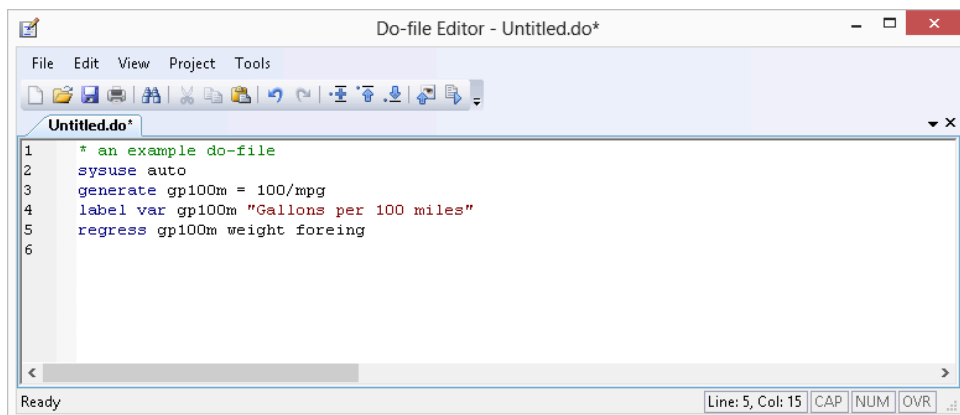 Do-file Editor - Untitled.do*
File Edit View Project Tools
Untitled.do*
1 * an example do-file
2 sysuse auto
3 generate gp100m = 100/mpg
4 label var gp100m "Gallons per 100 miles"
5 regress gp100m weight foreing
6
Ready Line: 5, Col: 15 CAP NUM OVR